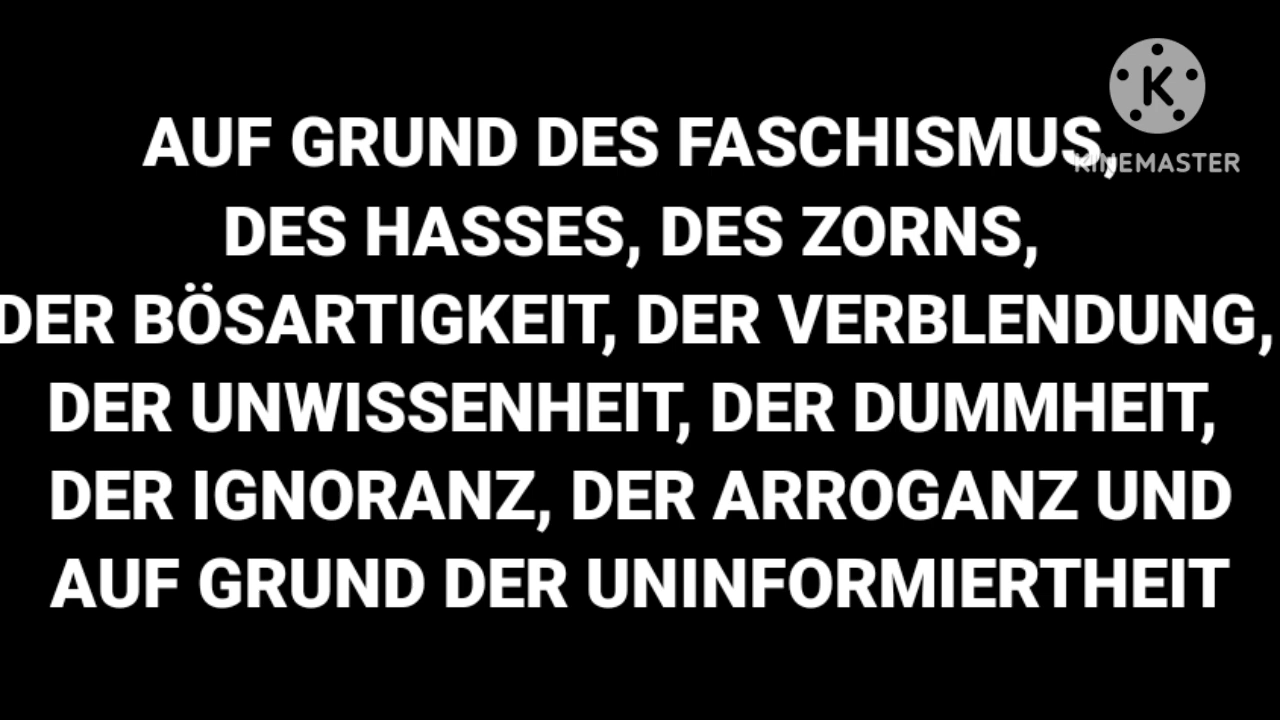 AUF GRUND DES FASCHISMUS,
DES HASSES, DES ZORNS,
DER BÖSARTIGKEIT, DER VERBLENDUNG,
DER UNWISSENHEIT, DER DUMMHEIT,
DER IGNORANZ, DER ARROGANZ UND
AUF GRUND DER UNINFORMIERTHEIT
K
KINEMASTER